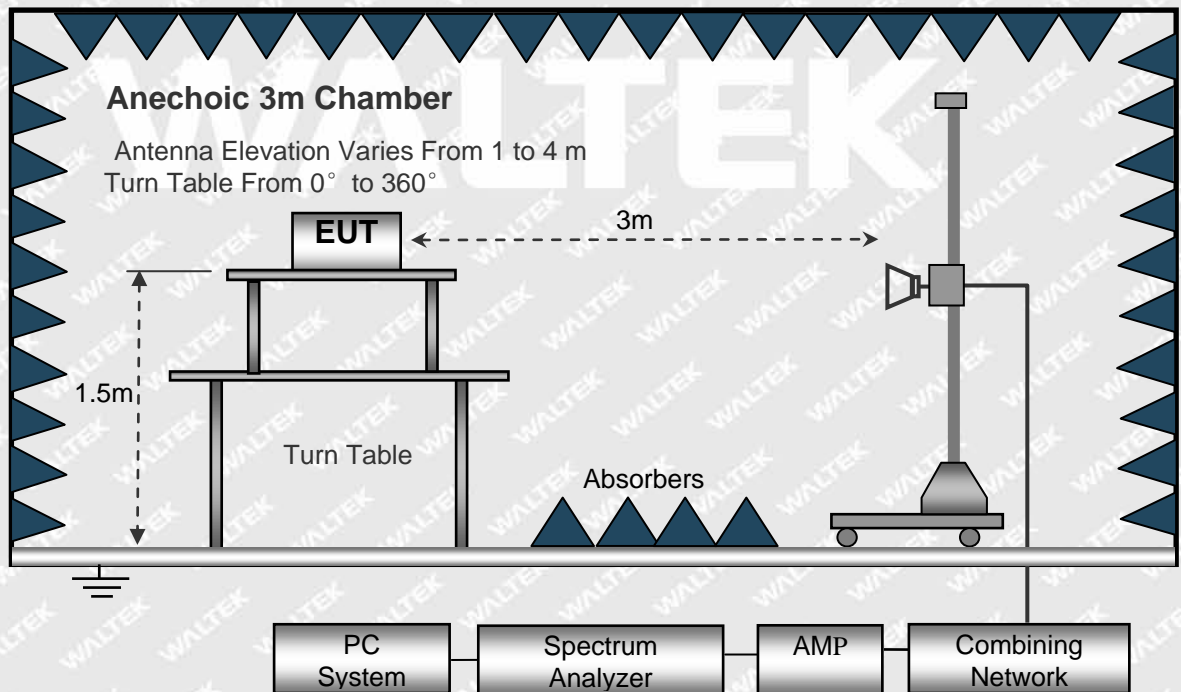 WALTEK
Anechoic 3m Chamber
Antenna Elevation Varies From 1 to 4 m
Turn Table From 0° to 360°
EUT
3m
1.5m
Turn Table
Absorbers
PC
System
Spectrum
Analyzer
AMP
Combining
Network